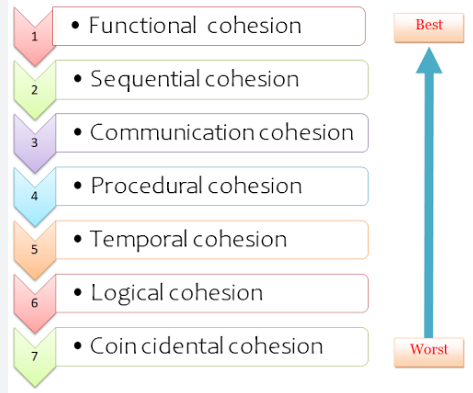 1 • Functional cohesion
Best
2 • Sequential cohesion
3 • Communication cohesion
4 • Procedural cohesion
5 • Temporal cohesion
6 • Logical cohesion
7 • Coin cidental cohesion
Worst